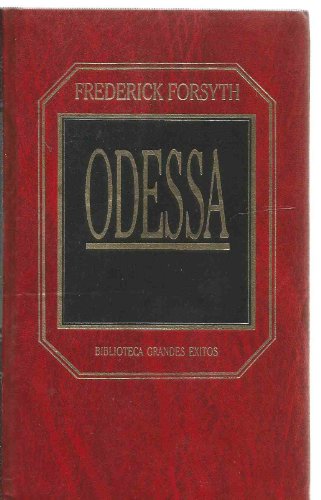 FREDERICK FORSYTH
ODESSA
BIBLIOTECA GRANDES EXITOS